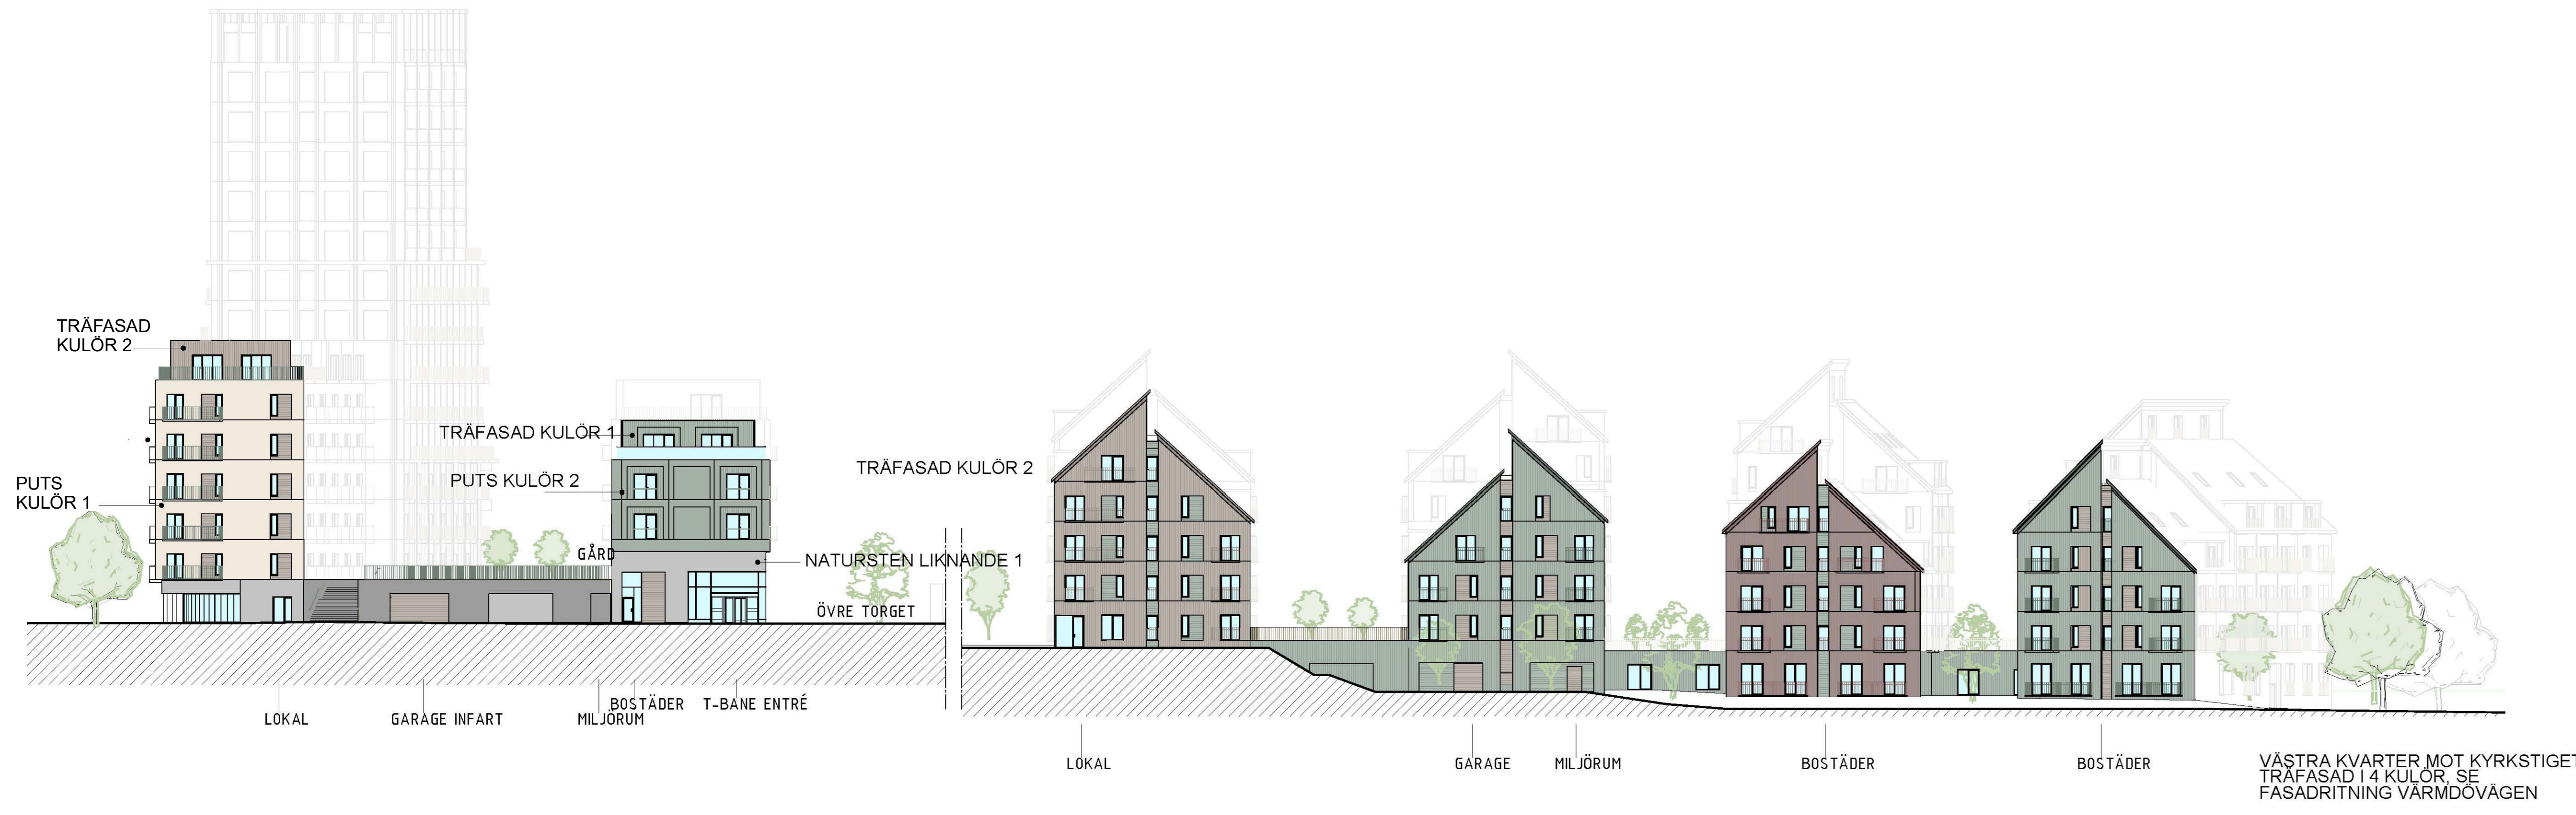 TRÄFASAD
KULÖR 2
PUTS
KULÖR 1
TRÄFASAD KULÖR 1
PUTS KULÖR 2
GÅRD
NATURSTEN LIKNANDE 1
ÖVRE TORGET
TRÄFASAD KULÖR 2
LOKAL
GARAGE INFART
MILJÖRUM
BOSTÄDER
T-BANE ENTRÉ
LOKAL
GARAGE
MILJÖRUM
BOSTÄDER
BOSTÄDER
VÄSTRA KVARTER MOT KYRKSTIGET
TRÄFASAD I 4 KULÖR, SE
FASADRITNING VÄRMDÖVÄGEN